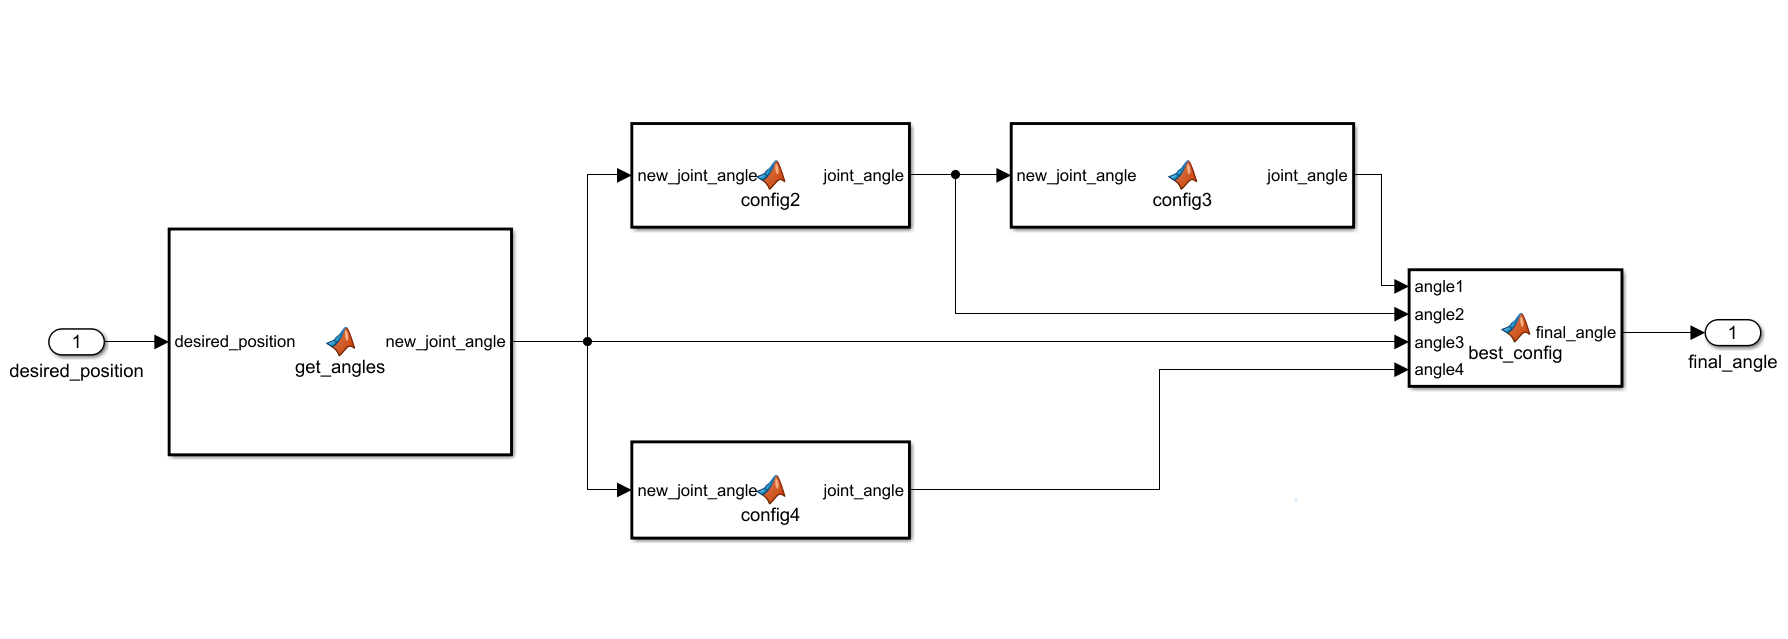 1
desired_position
desired_position
new_joint_angle
get_angles
new_joint_angle
joint_angle
config2
new_joint_angle
joint_angle
config3
new_joint_angle
joint_angle
config4
angle1
angle2
angle3
angle4
final_angle
best_config
1
final_angle